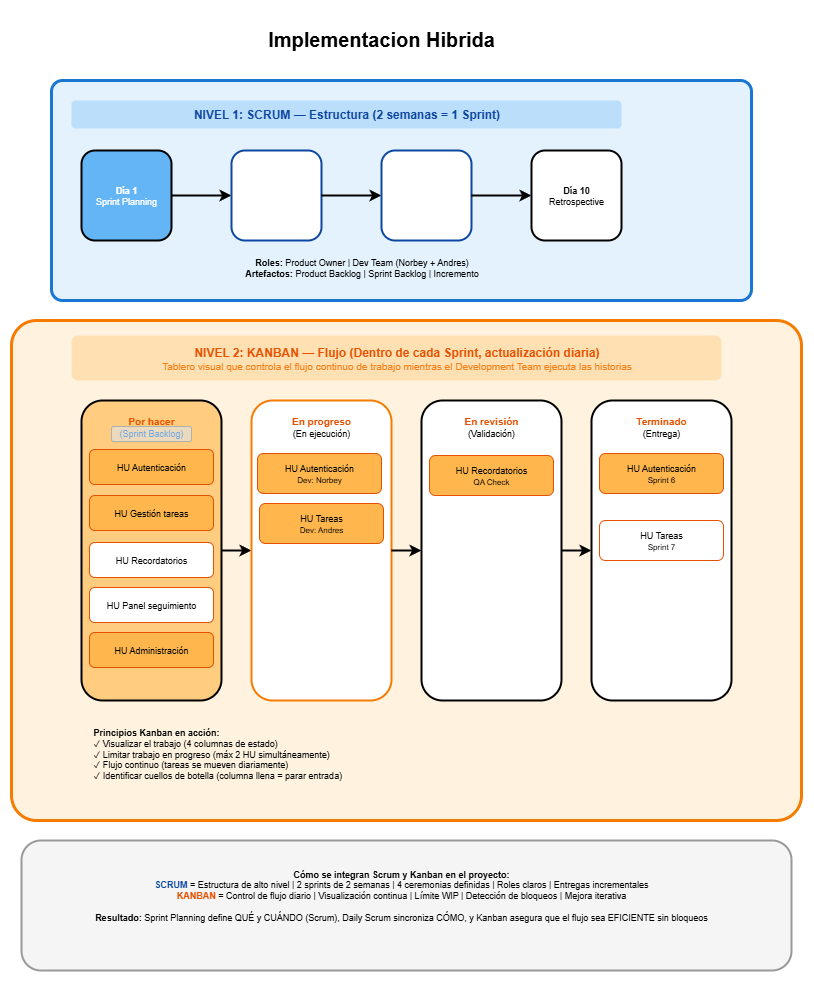 Implementacion Hibrida
NIVEL 1: SCRUM — Estructura (2 semanas = 1 Sprint)
Día 1
Sprint Planning
Día 10
Retrospective
Roles: Product Owner | Dev Team (Norbey + Andres)
Artefactos: Product Backlog | Sprint Backlog | Incremento
NIVEL 2: KANBAN — Flujo (Dentro de cada Sprint, actualización diaria)
Tablero visual que controla el flujo continuo de trabajo mientras el Development Team ejecuta las historias
Por hacer
(Sprint Backlog)
HU Autenticación
HU Gestión tareas
HU Recordatorios
HU Panel seguimiento
HU Administración
En progreso
(En ejecución)
HU Autenticación
Dev: Norbey
HU Tareas
Dev: Andres
En revisión
(Validación)
HU Recordatorios
QA Check
Terminado
(Entrega)
HU Autenticación
Sprint 6
HU Tareas
Sprint 7
Principios Kanban en acción:
✓ Visualizar el trabajo (4 columnas de estado)
✓ Limitar trabajo en progreso (máx 2 HU simultáneamente)
✓ Flujo continuo (tareas se mueven diariamente)
✓ Identificar cuellos de botella (columna llena = parar entrada)
Cómo se integran Scrum y Kanban en el proyecto:
SCRUM = Estructura de alto nivel | 2 sprints de 2 semanas | 4 ceremonias definidas | Roles claros | Entregas incrementales
KANBAN = Control de flujo diario | Visualización continua | Límite WIP | Detección de bloqueos | Mejora iterativa
Resultado: Sprint Planning define QUÉ y CUÁNDO (Scrum), Daily Scrum sincroniza CÓMO, y Kanban asegura que el flujo sea EFICIENTE sin bloqueos